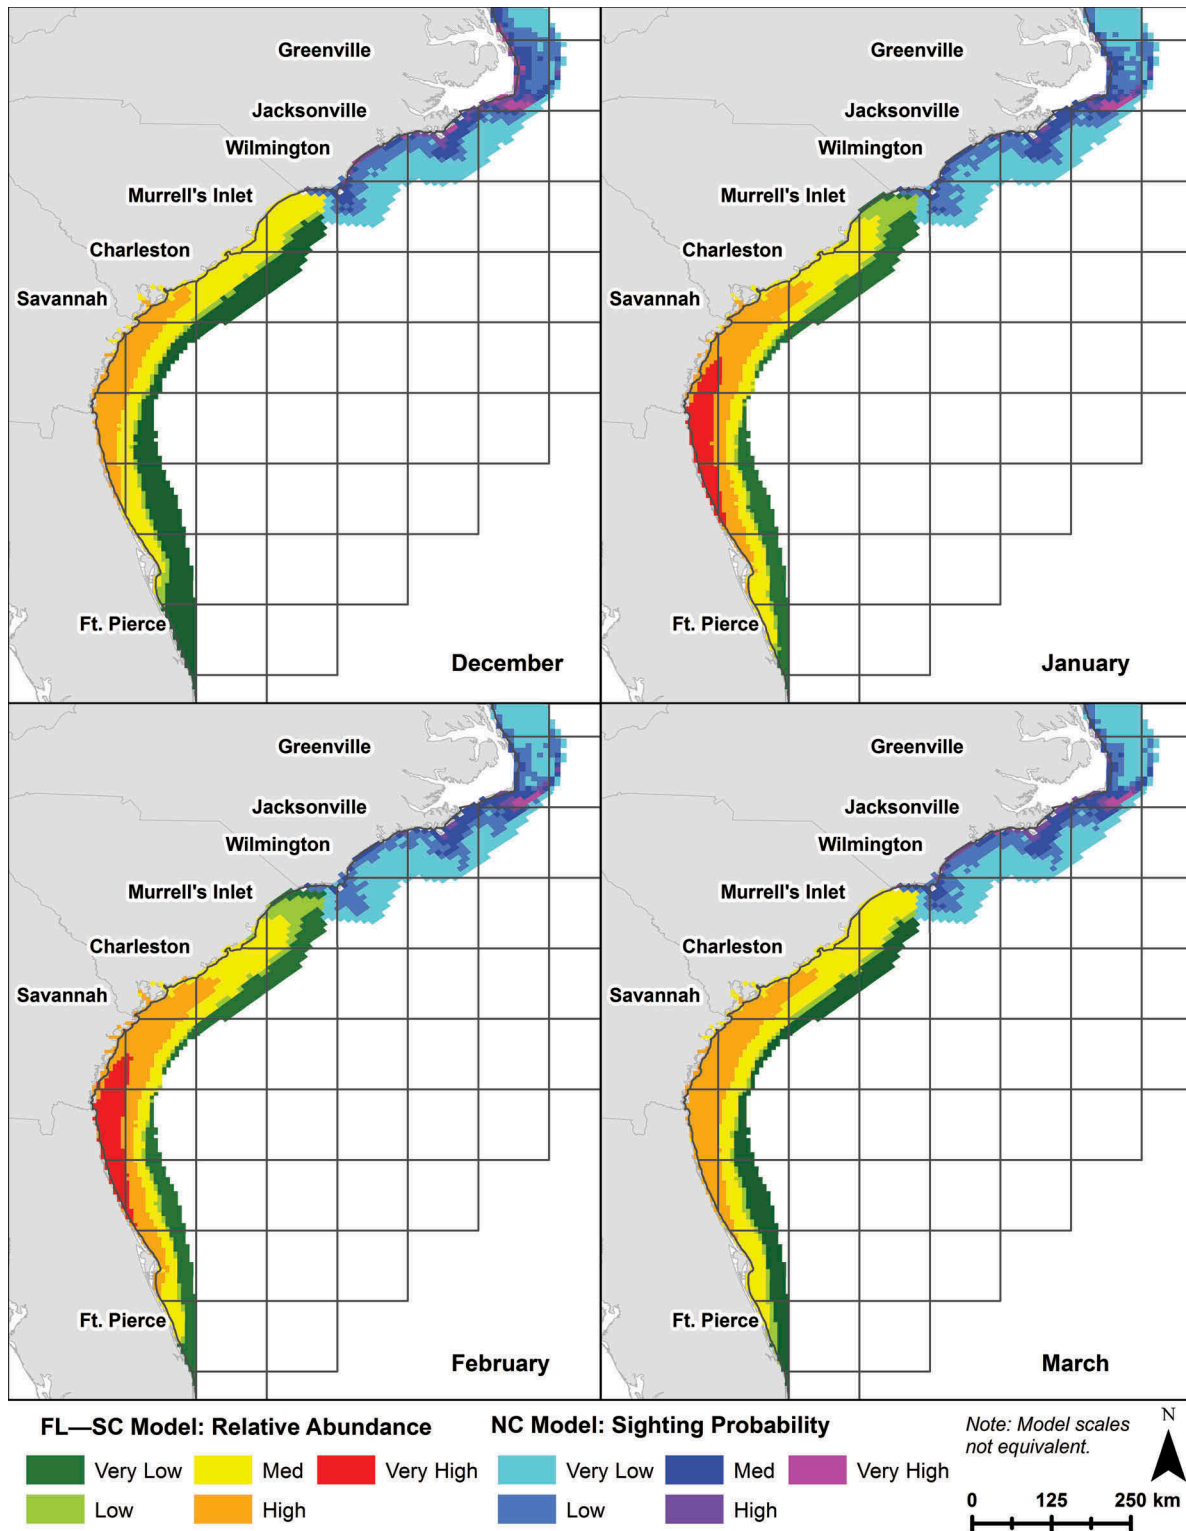 Greenville
Jacksonville
Wilmington
Murrell's Inlet
Charleston
Savannah
Ft. Pierce
December
Greenville
Jacksonville
Wilmington
Murrell's Inlet
Charleston
Savannah
Ft. Pierce
January
Greenville
Jacksonville
Wilmington
Murrell's Inlet
Charleston
Savannah
Ft. Pierce
February
Greenville
Jacksonville
Wilmington
Murrell's Inlet
Charleston
Savannah
Ft. Pierce
March
FL—SC Model: Relative Abundance
Very Low Med Very High
Low High
NC Model: Sighting Probability
Very Low Med Very High
Low High
Note: Model scales
not equivalent.
N
0 125 250 km